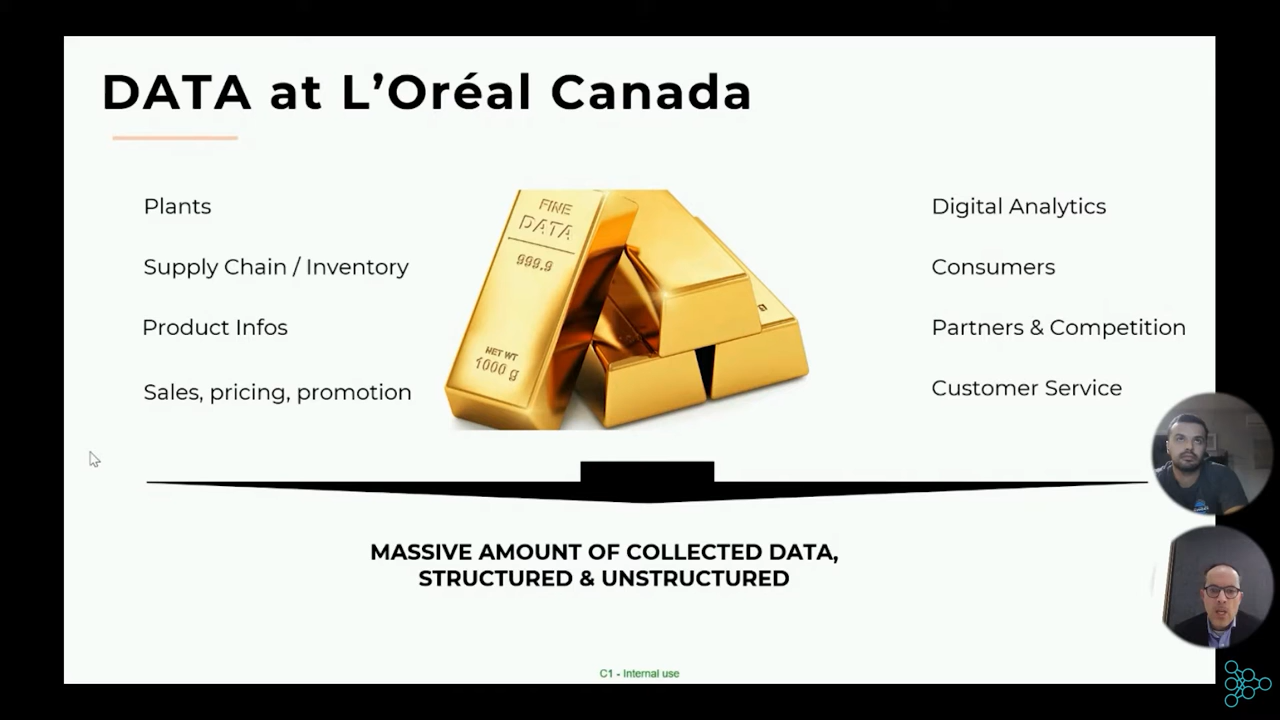 DATA at L'Oréal Canada
Plants
Supply Chain / Inventory
Product Infos
Sales, pricing, promotion
FINE
DATA
999.9
NET WT
1000 g
Digital Analytics
Consumers
Partners & Competition
Customer Service
MASSIVE AMOUNT OF COLLECTED DATA,
STRUCTURED & UNSTRUCTURED
C1 - Internal use